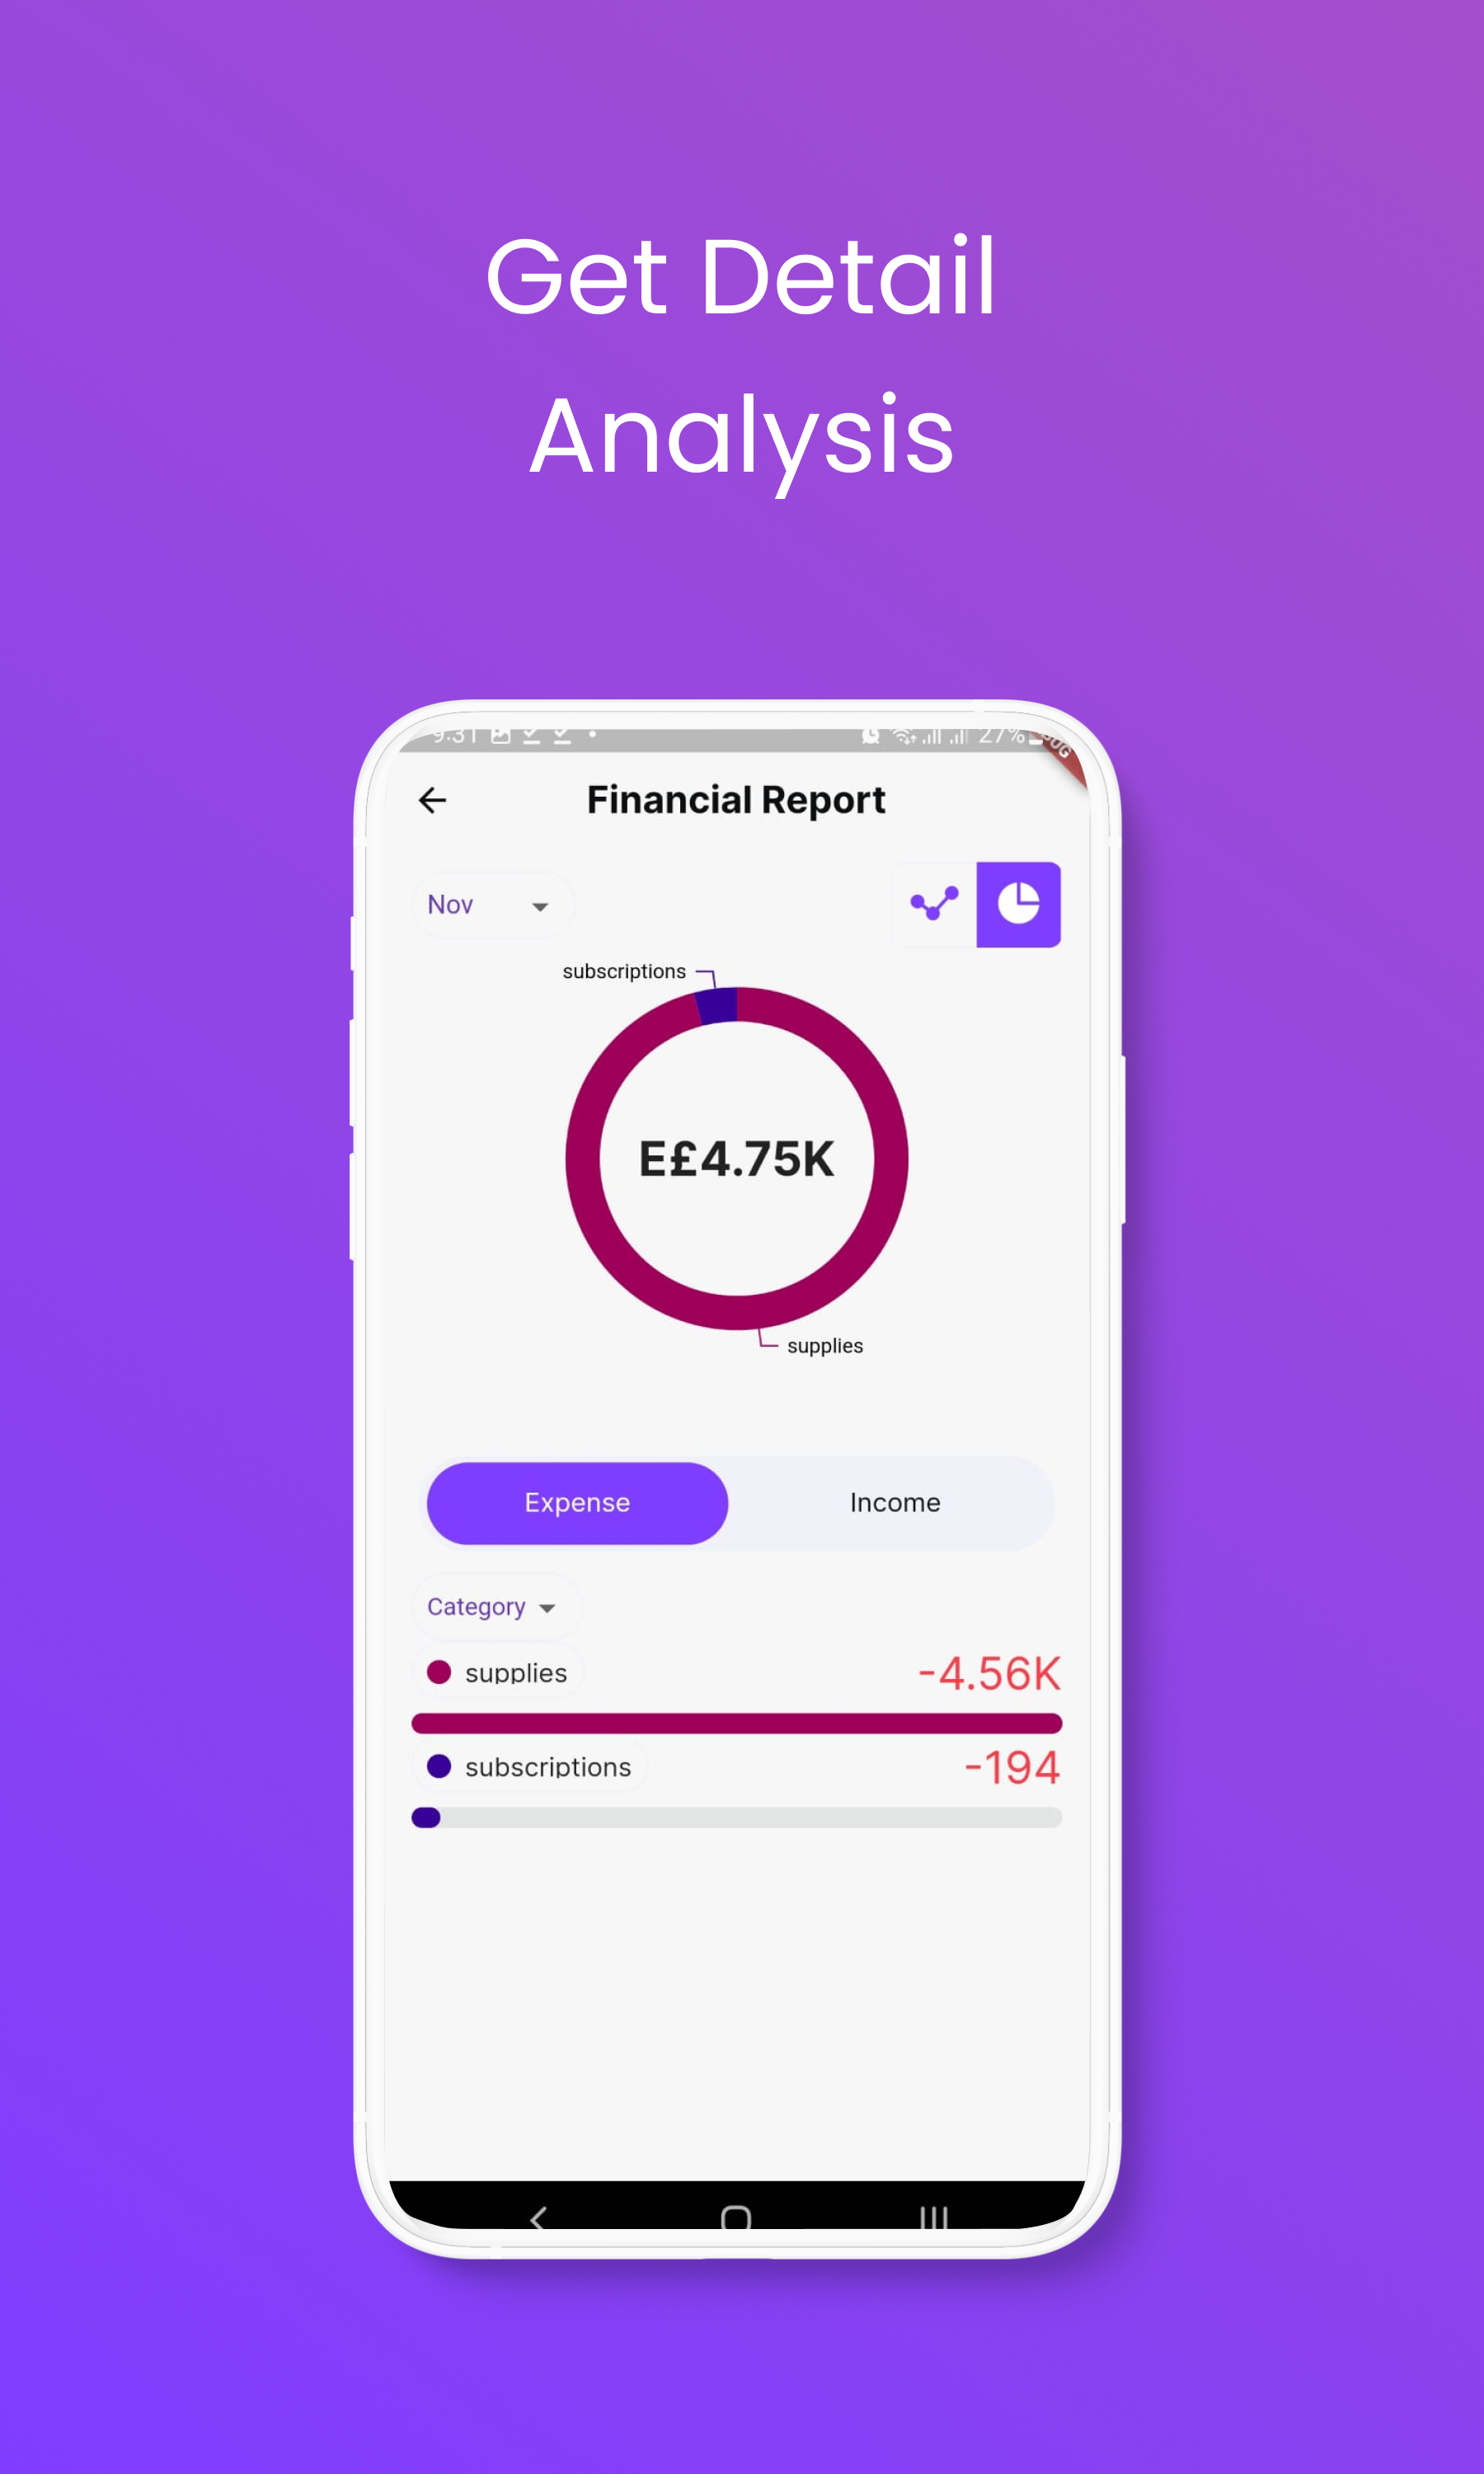 Get Detail
Analysis
9:31 27%
Financial Report
Nov
subscriptions
E£4.75K
supplies
Expense Income
Category
supplies -4.56K
subscriptions -194